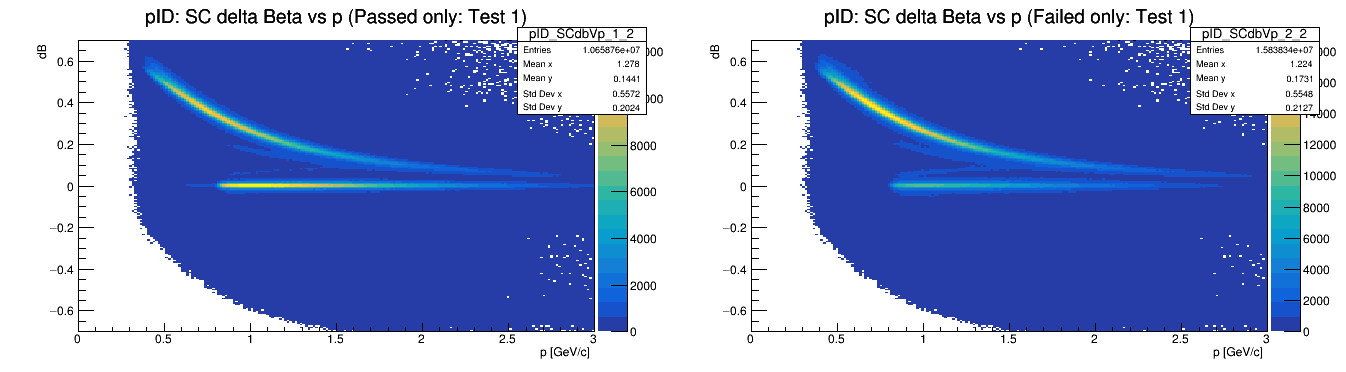 pID: SC delta Beta vs p (Passed only: Test 1)
dB
pID_SCdbVp_1_2
Entries 1.065876e+07
Mean x 1.278
Mean y 0.1441
Std Dev x 0.5572
Std Dev y 0.2024
0.6
0.4
0.2
0
−0.2
−0.4
−0.6
0 0.5 1 1.5 2 2.5 3
p [GeV/c]
000
000
8000
6000
4000
2000
0
pID: SC delta Beta vs p (Failed only: Test 1)
dB
pID_SCdbVp_2_2
Entries 1.583834e+07
Mean x 1.224
Mean y 0.1731
Std Dev x 0.5548
Std Dev y 0.2127
0.6
0.4
0.2
0
−0.2
−0.4
−0.6
0 0.5 1 1.5 2 2.5 3
p [GeV/c]
000
000
14000
12000
10000
8000
6000
4000
2000
0